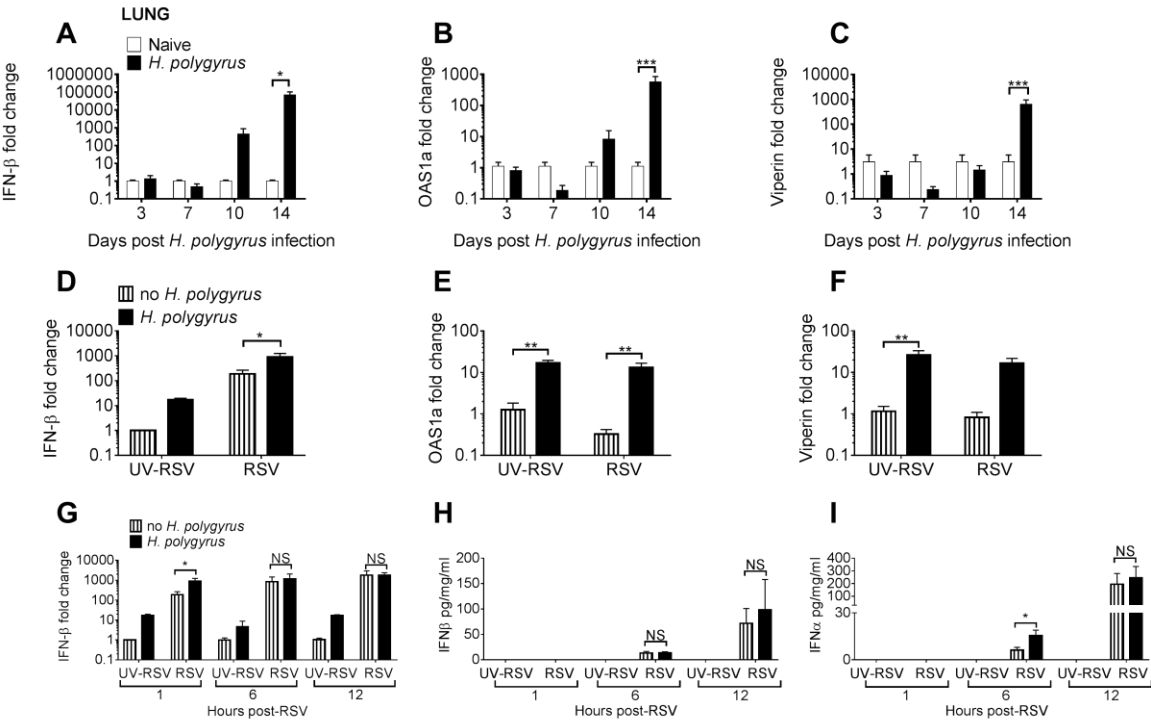 LUNG
A
Naive
H. polygyrus
IFN-β fold change
1000000
100000
10000
1000
100
10
1
0.1
*
3 7 10 14
Days post H. polygyrus infection
B
OAS1a fold change
1000
100
10
1
0.1
***
3 7 10 14
Days post H. polygyrus infection
C
Viperin fold change
10000
1000
100
10
1
0.1
***
3 7 10 14
Days post H. polygyrus infection
D
no H. polygyrus
H. polygyrus
IFN-β fold change
10000
1000
100
10
1
0.1
*
UV-RSV RSV
E
OAS1a fold change
100
10
1
0.1
** **
UV-RSV RSV
F
Viperin fold change
100
10
1
0.1
**
UV-RSV RSV
G
no H. polygyrus
H. polygyrus
IFN-β fold change
10000
1000
100
10
1
0.1
* NS NS
UV-RSV RSV UV-RSV RSV UV-RSV RSV
1 6 12
Hours post-RSV
H
IFNβ pg/mg/ml
200
150
100
50
0
NS NS
UV-RSV RSV UV-RSV RSV UV-RSV RSV
1 6 12
Hours post-RSV
I
IFNα pg/mg/ml
400
300
200
100
30
0
* NS
UV-RSV RSV UV-RSV RSV UV-RSV RSV
1 6 12
Hours post-RSV